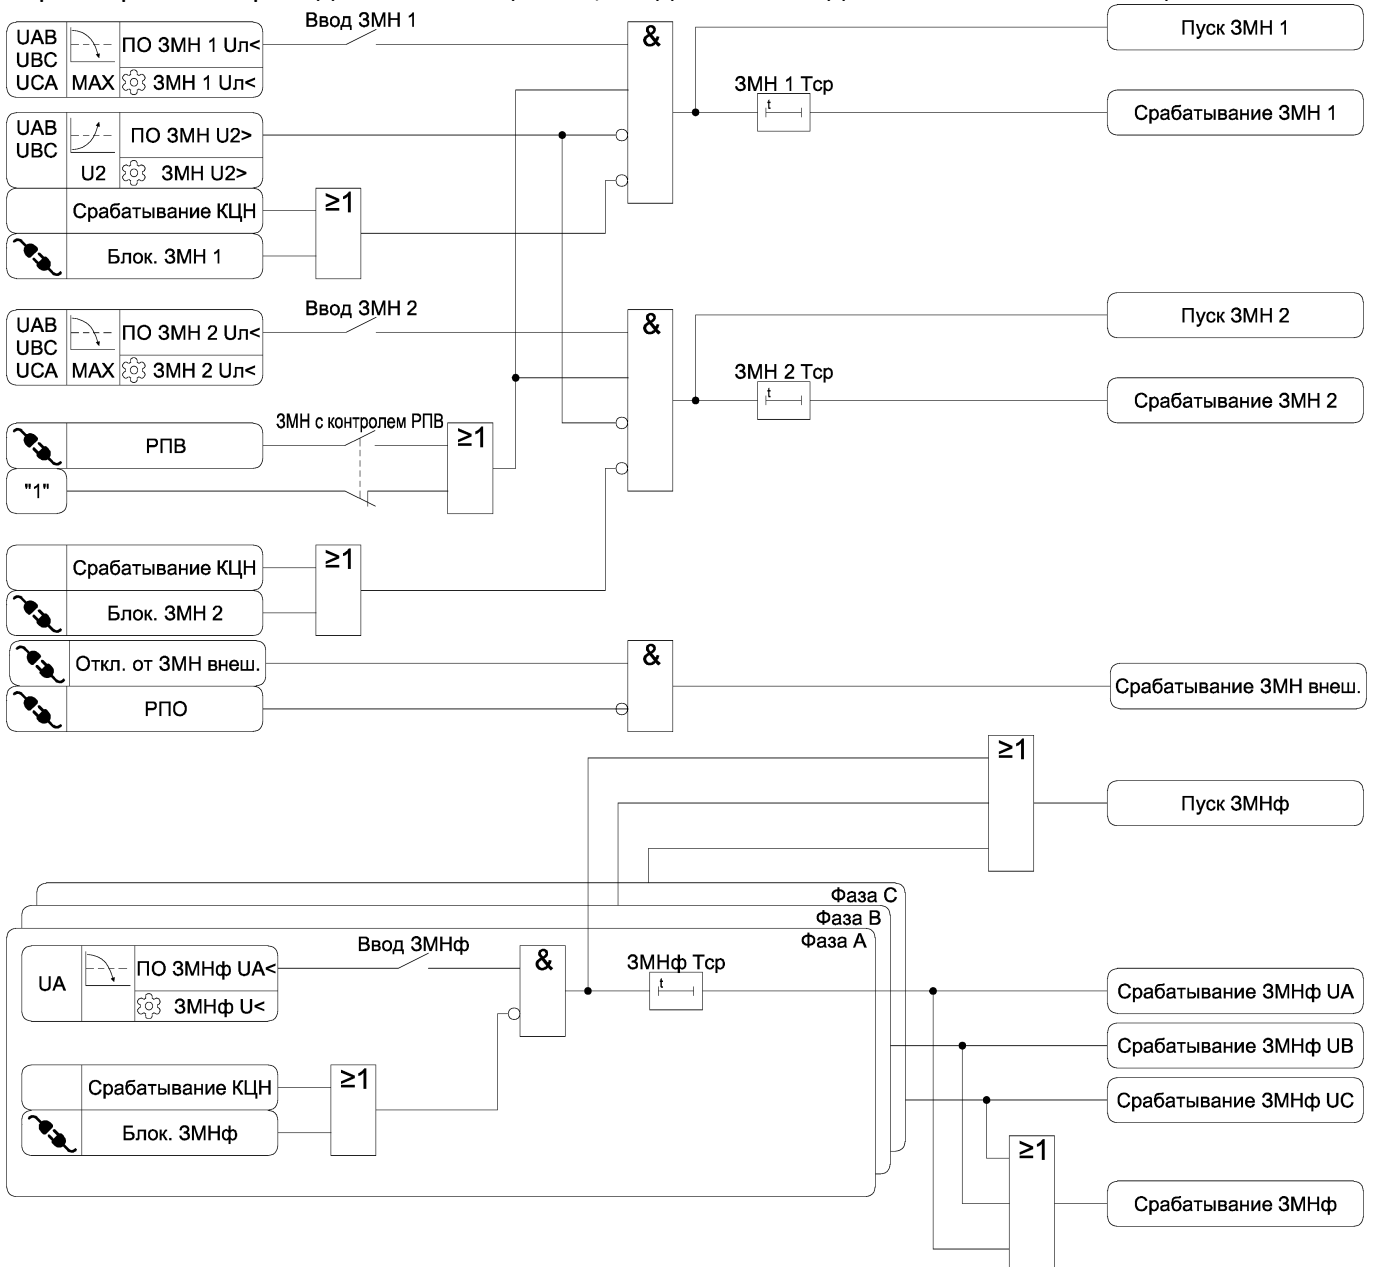 Ввод ЗМН 1
UAB
UBC
UCA
MAX
ПО ЗМН 1 Uл<
ЗМН 1 Uл<
&
Пуск ЗМН 1
ЗМН 1 Тср
t
Срабатывание ЗМН 1
UAB
UBC
U2
ПО ЗМН U2>
ЗМН U2>
Срабатывание КЦН
Блок. ЗМН 1
≥1
Ввод ЗМН 2
UAB
UBC
UCA
MAX
ПО ЗМН 2 Uл<
ЗМН 2 Uл<
&
Пуск ЗМН 2
ЗМН 2 Тср
t
Срабатывание ЗМН 2
ЗМН с контролем РПВ
РПВ
"1"
≥1
Срабатывание КЦН
Блок. ЗМН 2
≥1
Откл. от ЗМН внеш.
РПО
&
Срабатывание ЗМН внеш.
≥1
Пуск ЗМНф
Фаза C
Фаза B
Фаза A
Ввод ЗМНф
UA
ПО ЗМНф UA<
ЗМНф U<
&
ЗМНф Тср
t
Срабатывание ЗМНф UA
Срабатывание ЗМНф UB
Срабатывание ЗМНф UC
Срабатывание КЦН
Блок. ЗМНф
≥1
≥1
Срабатывание ЗМНф